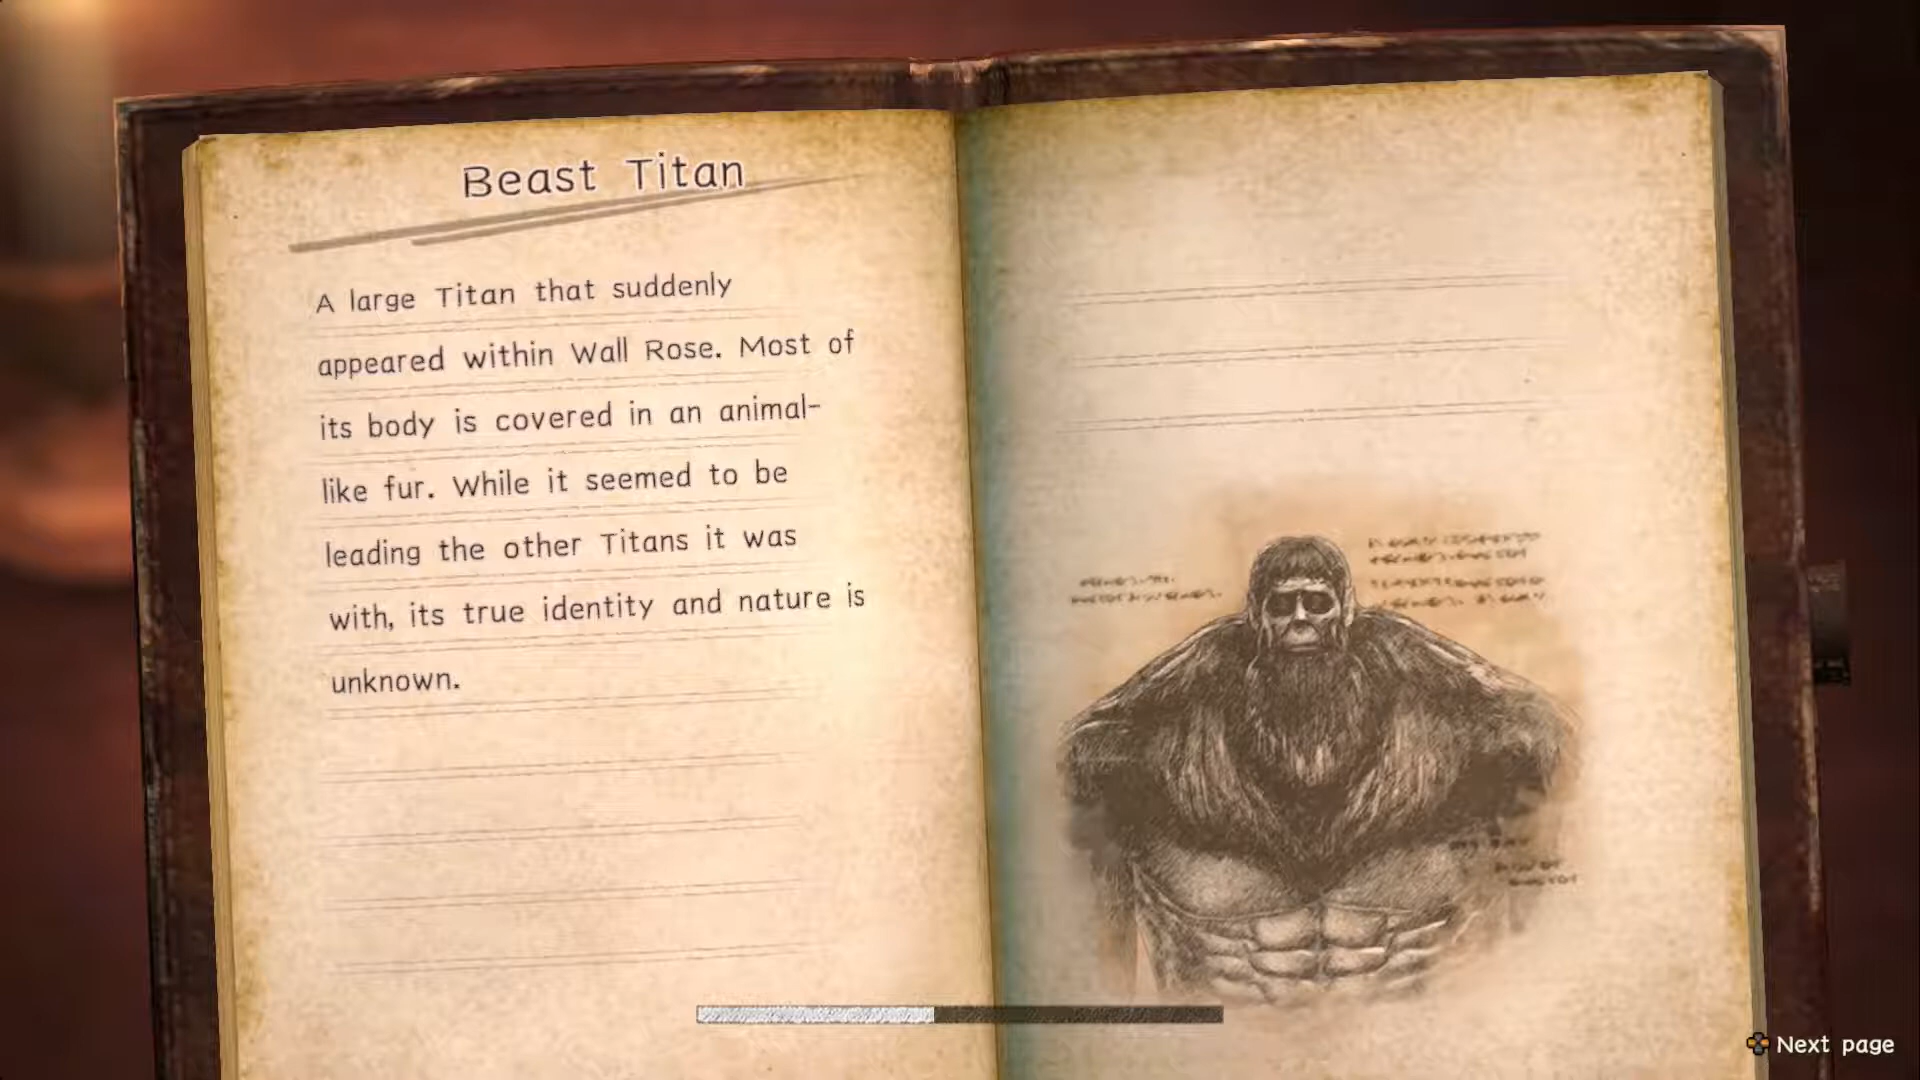 Beast Titan
A large Titan that suddenly
appeared within Wall Rose. Most of
its body is covered in an animal-
like fur. While it seemed to be
leading the other Titans it was
with, its true identity and nature is
unknown.
Next page